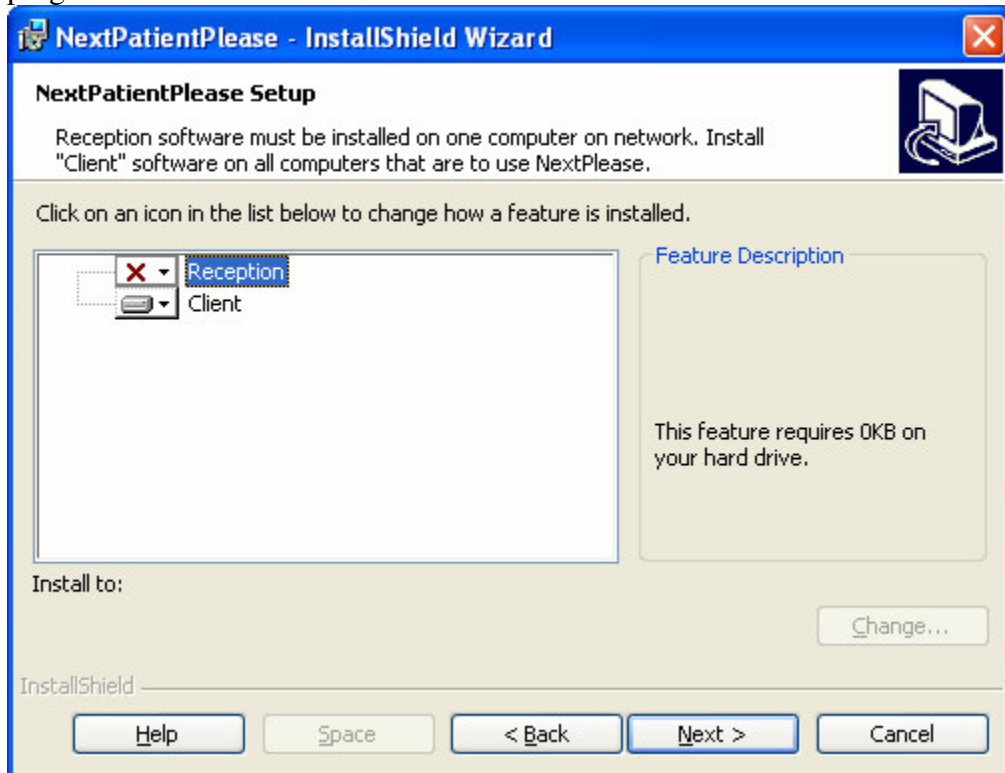 NextPatientPlease - InstallShield Wizard
NextPatientPlease Setup
Reception software must be installed on one computer on network. Install
"Client" software on all computers that are to use NextPlease.
Click on an icon in the list below to change how a feature is installed.
Reception
Client
Feature Description
This feature requires 0KB on
your hard drive.
Install to:
Change...
InstallShield
Help
Space
< Back
Next >
Cancel